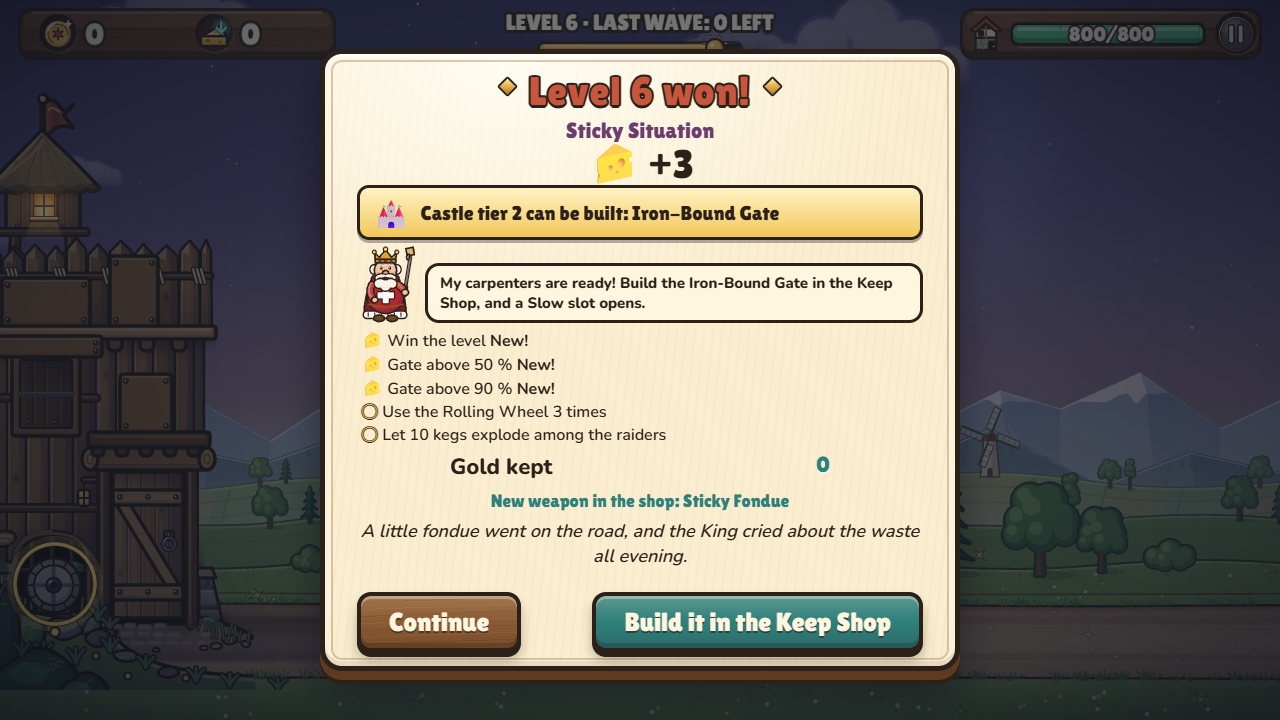 0
0
LEVEL 6 · LAST WAVE: 0 LEFT
800/800
Level 6 won!
Sticky Situation
+3
Castle tier 2 can be built: Iron-Bound Gate
My carpenters are ready! Build the Iron-Bound Gate in the Keep
Shop, and a Slow slot opens.
Win the level New!
Gate above 50 % New!
Gate above 90 % New!
Use the Rolling Wheel 3 times
Let 10 kegs explode among the raiders
Gold kept 0
New weapon in the shop: Sticky Fondue
A little fondue went on the road, and the King cried about the waste
all evening.
Continue
Build it in the Keep Shop